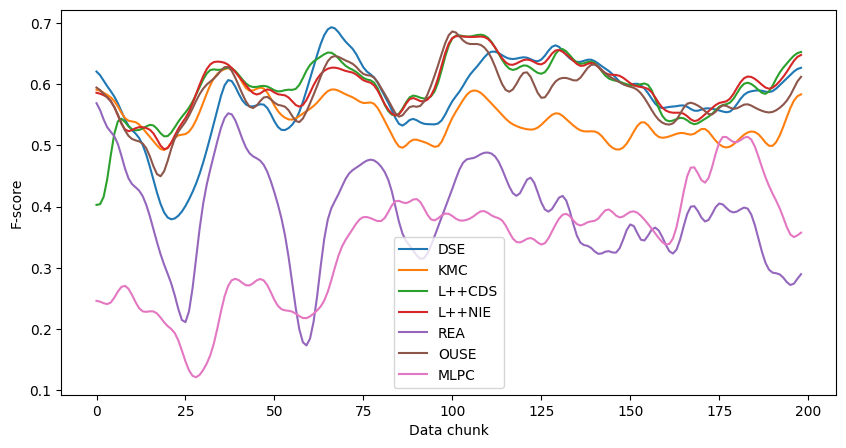 0.7
0.6
0.5
0.4
0.3
0.2
0.1
F-score
0
25
50
75
100
125
150
175
200
Data chunk
DSE
KMC
L++CDS
L++NIE
REA
OUSE
MLPC